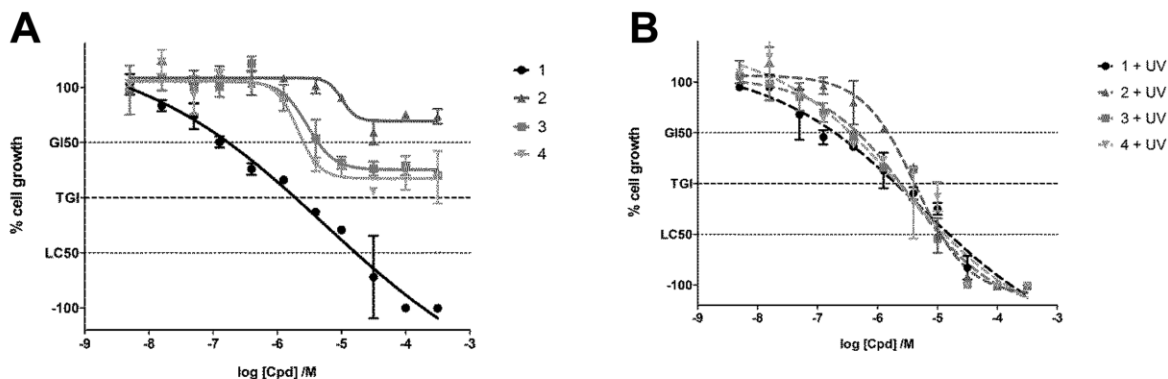 A
% cell growth
100
GI50
TGI
LC50
-100
-9 -8 -7 -6 -5 -4 -3
log [Cpd] /M
1
2
3
4
B
% cell growth
100
GI50
TGI
LC50
-100
-9 -8 -7 -6 -5 -4 -3
log [Cpd] /M
1 + UV
2 + UV
3 + UV
4 + UV